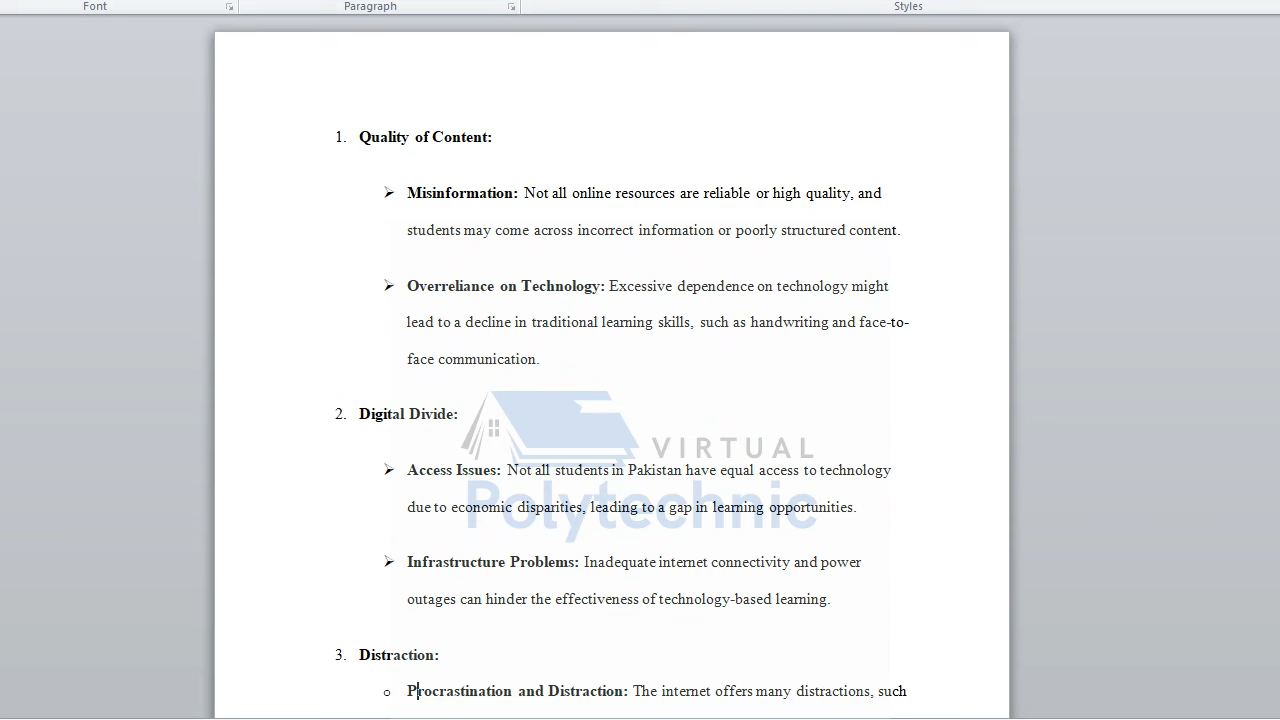 Font Paragraph Styles
1. Quality of Content:
➢ Misinformation: Not all online resources are reliable or high quality, and
students may come across incorrect information or poorly structured content.
➢ Overreliance on Technology: Excessive dependence on technology might
lead to a decline in traditional learning skills, such as handwriting and face-to-
face communication.
2. Digital Divide:
VIRTUAL
➢ Access Issues: Not all students in Pakistan have equal access to technology
Polytechnic
due to economic disparities, leading to a gap in learning opportunities.
➢ Infrastructure Problems: Inadequate internet connectivity and power
outages can hinder the effectiveness of technology-based learning.
3. Distraction:
o Procrastination and Distraction: The internet offers many distractions, such